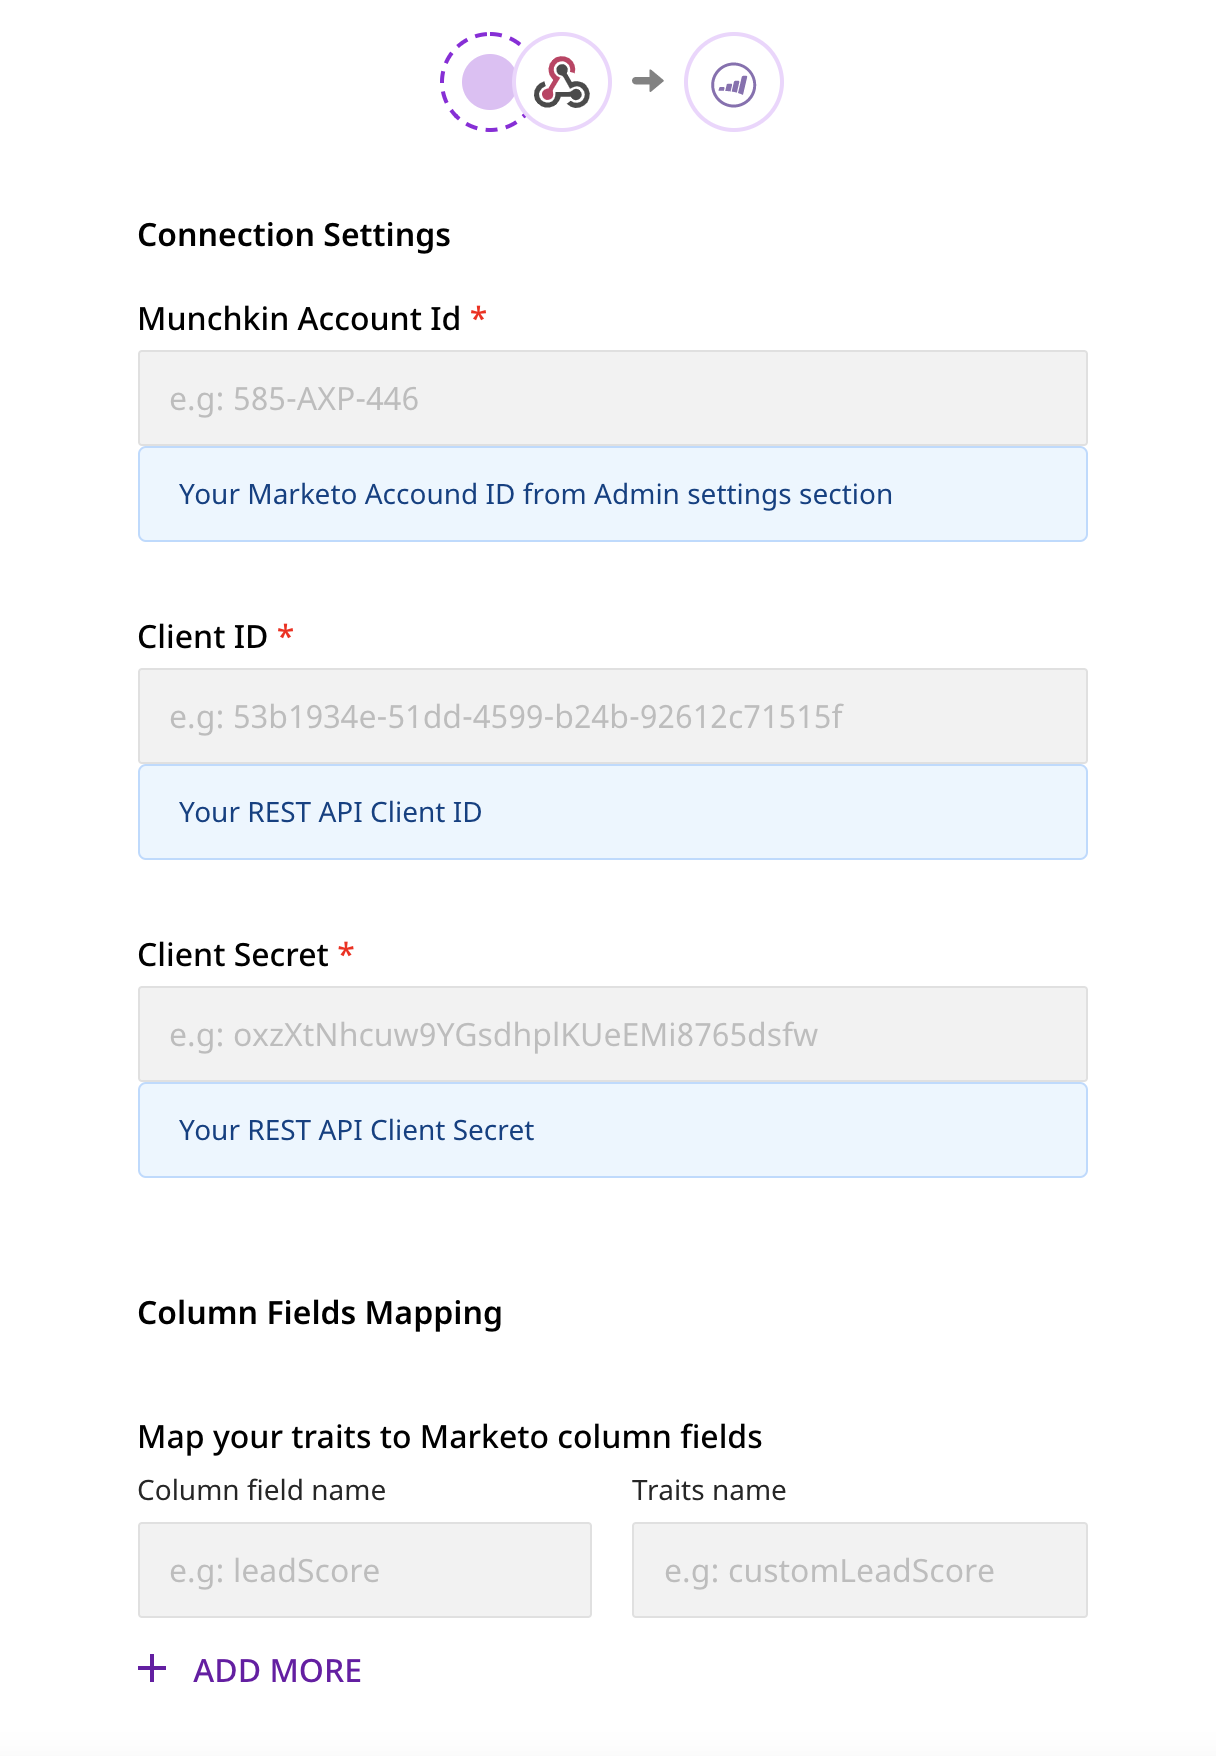 Connection Settings
Munchkin Account Id *
e.g: 585-AXP-446
Your Marketo Accound ID from Admin settings section
Client ID *
e.g: 53b1934e-51dd-4599-b24b-92612c71515f
Your REST API Client ID
Client Secret *
e.g: oxzXtNhcuw9YGsdhplKUeEMi8765dsfw
Your REST API Client Secret
Column Fields Mapping
Map your traits to Marketo column fields
Column field name Traits name
e.g: leadScore e.g: customLeadScore
+ ADD MORE